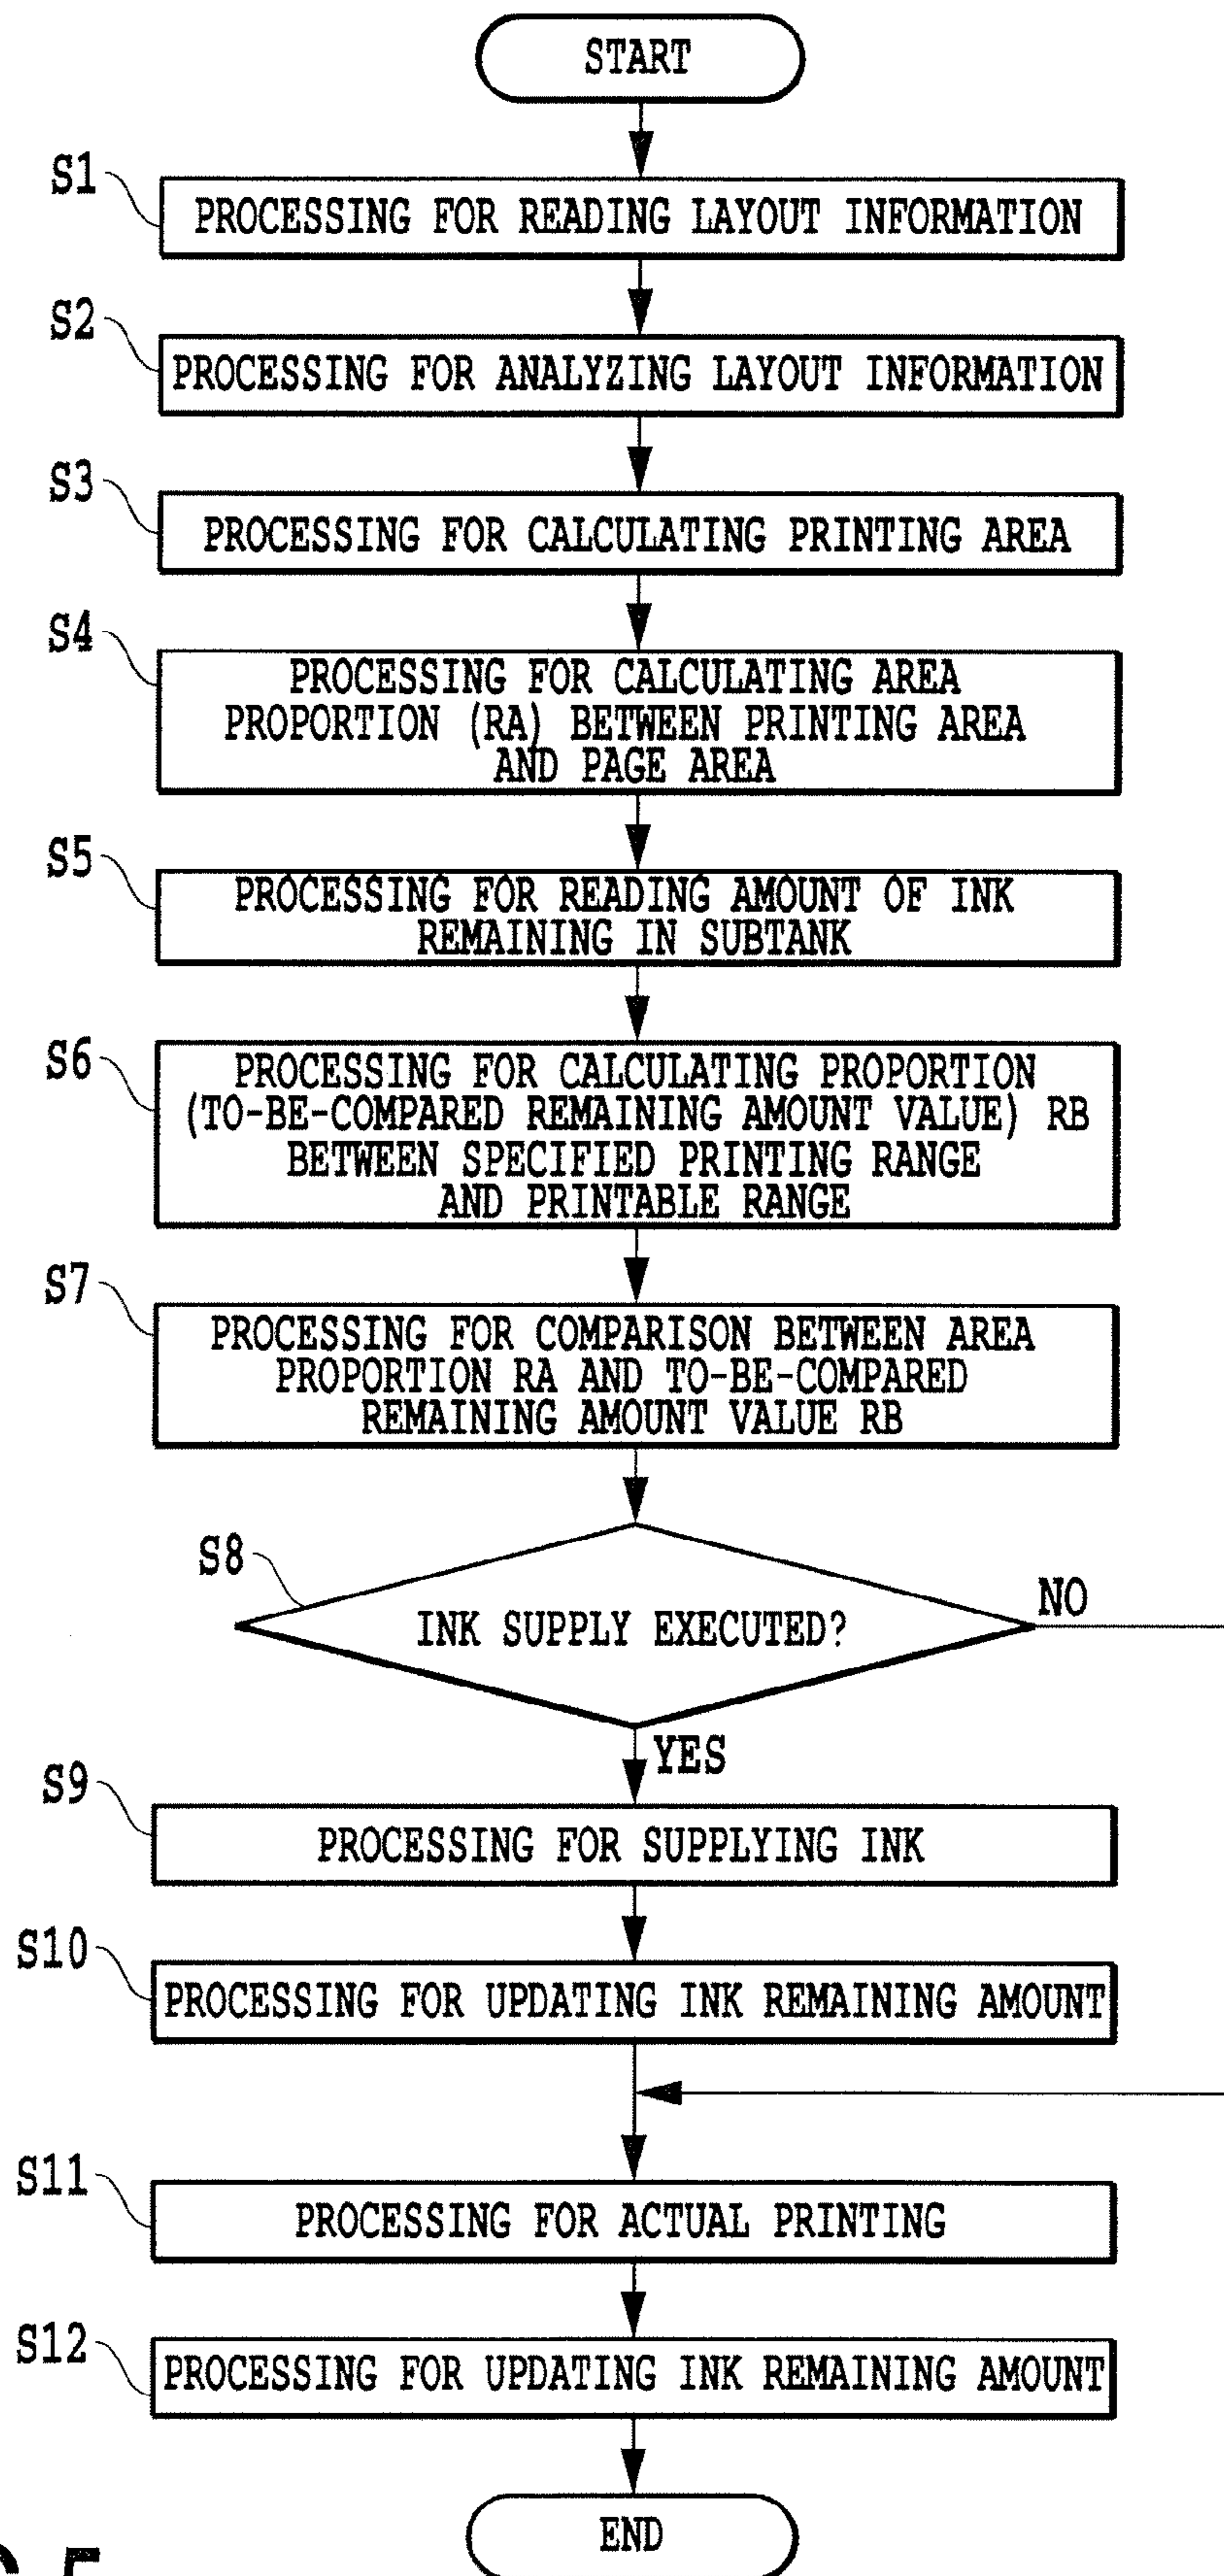 START
S1
PROCESSING FOR READING LAYOUT INFORMATION
S2
PROCESSING FOR ANALYZING LAYOUT INFORMATION
S3
PROCESSING FOR CALCULATING PRINTING AREA
S4
PROCESSING FOR CALCULATING AREA
PROPORTION (RA) BETWEEN PRINTING AREA
AND PAGE AREA
S5
PROCESSING FOR READING AMOUNT OF INK
REMAINING IN SUBTANK
S6
PROCESSING FOR CALCULATING PROPORTION
(TO-BE-COMPARED REMAINING AMOUNT VALUE) RB
BETWEEN SPECIFIED PRINTING RANGE
AND PRINTABLE RANGE
S7
PROCESSING FOR COMPARISON BETWEEN AREA
PROPORTION RA AND TO-BE-COMPARED
REMAINING AMOUNT VALUE RB
S8
INK SUPPLY EXECUTED?
NO
YES
S9
PROCESSING FOR SUPPLYING INK
S10
PROCESSING FOR UPDATING INK REMAINING AMOUNT
S11
PROCESSING FOR ACTUAL PRINTING
S12
PROCESSING FOR UPDATING INK REMAINING AMOUNT
END